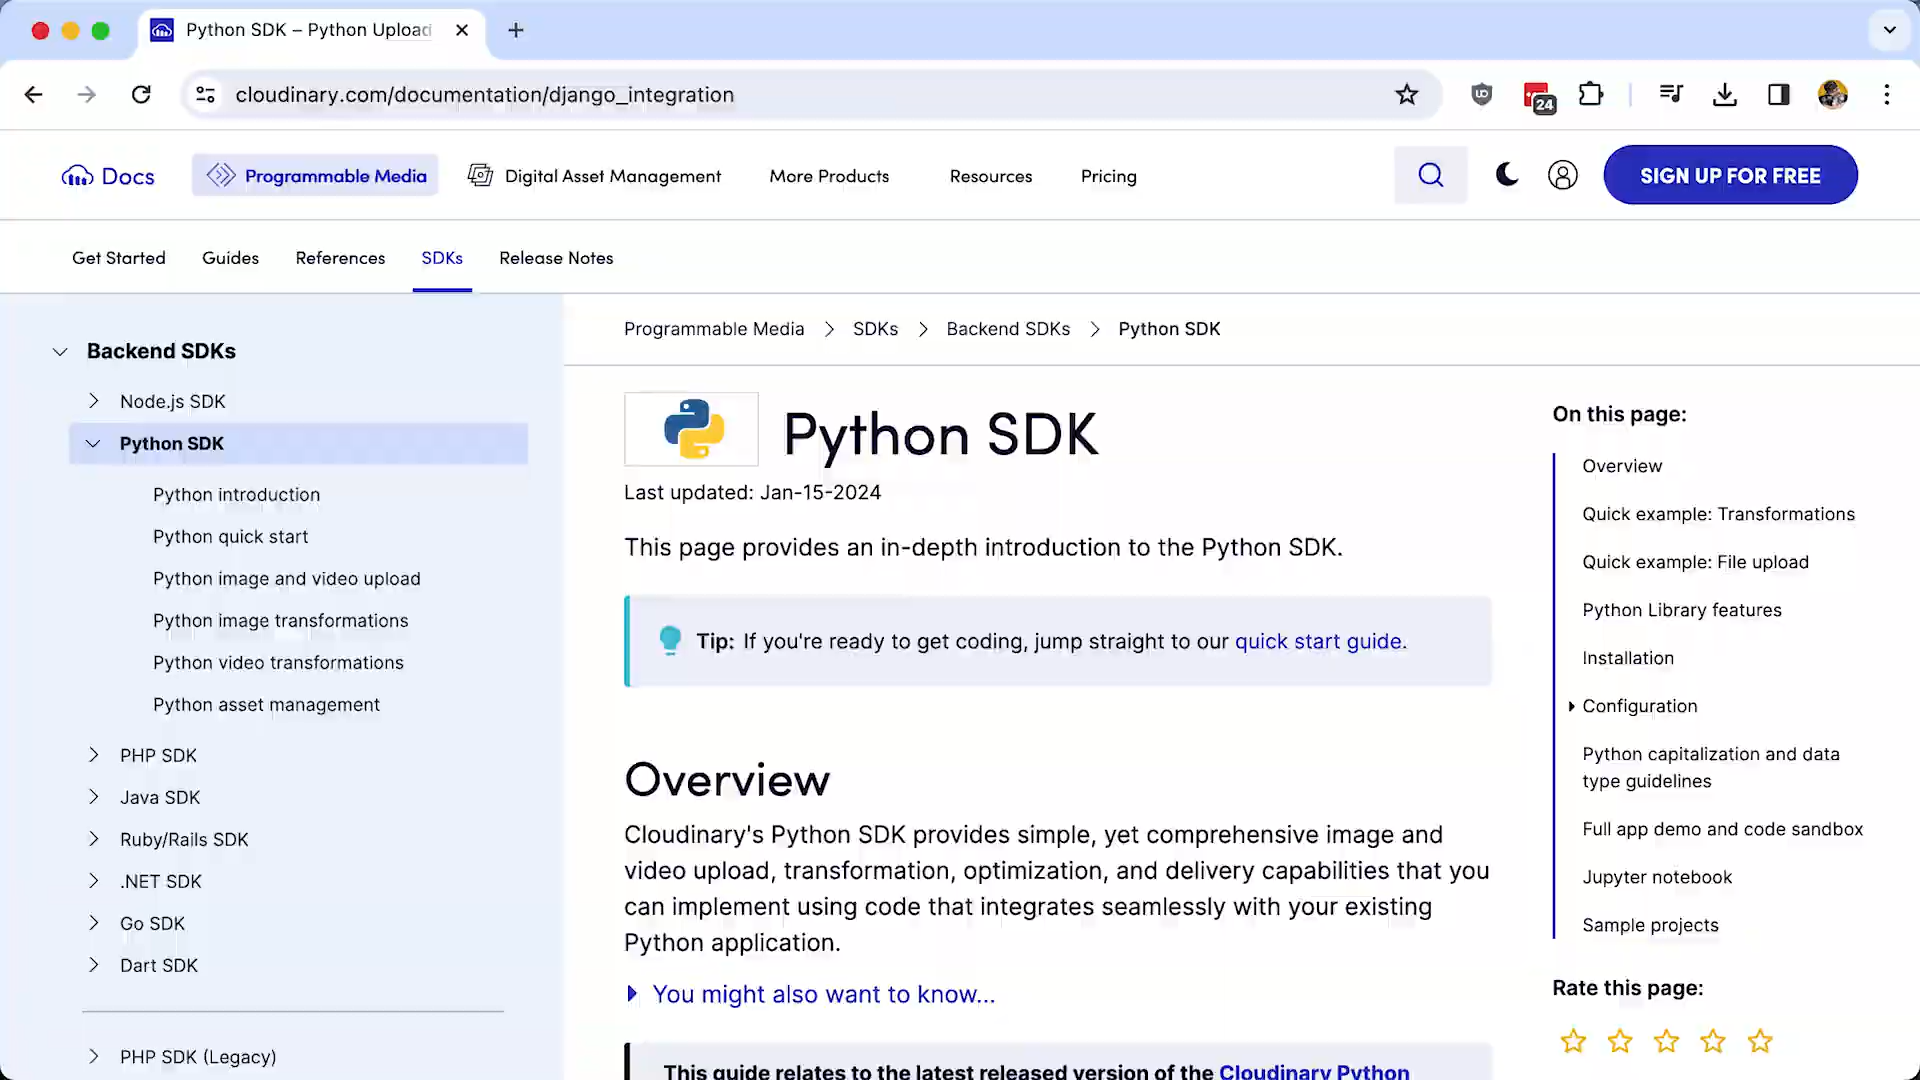 Python SDK – Python Upload
cloudinary.com/documentation/django_integration
24
Docs
Programmable Media
Digital Asset Management
More Products
Resources
Pricing
SIGN UP FOR FREE
Get Started
Guides
References
SDKs
Release Notes
Backend SDKs
Node.js SDK
Python SDK
Python introduction
Python quick start
Python image and video upload
Python image transformations
Python video transformations
Python asset management
PHP SDK
Java SDK
Ruby/Rails SDK
.NET SDK
Go SDK
Dart SDK
PHP SDK (Legacy)
Programmable Media > SDKs > Backend SDKs > Python SDK
Python SDK
Last updated: Jan-15-2024
This page provides an in-depth introduction to the Python SDK.
Tip: If you're ready to get coding, jump straight to our quick start guide.
Overview
Cloudinary's Python SDK provides simple, yet comprehensive image and
video upload, transformation, optimization, and delivery capabilities that you
can implement using code that integrates seamlessly with your existing
Python application.
You might also want to know...
This guide relates to the latest released version of the Cloudinary Python
On this page:
Overview
Quick example: Transformations
Quick example: File upload
Python Library features
Installation
Configuration
Python capitalization and data
type guidelines
Full app demo and code sandbox
Jupyter notebook
Sample projects
Rate this page: